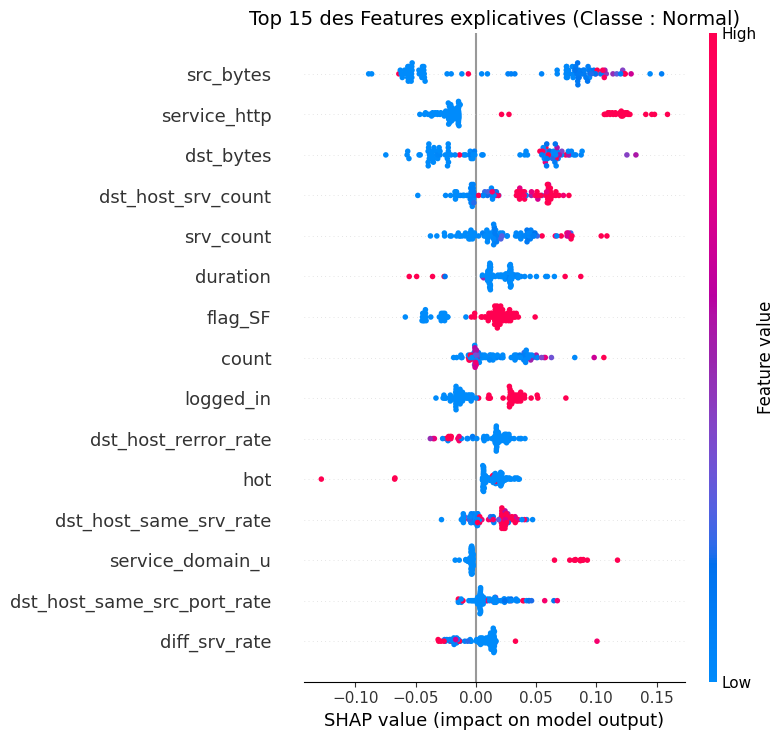 Top 15 des Features explicatives (Classe : Normal)
High
src_bytes
service_http
dst_bytes
dst_host_srv_count
srv_count
duration
flag_SF
count
logged_in
dst_host_rerror_rate
hot
dst_host_same_srv_rate
service_domain_u
dst_host_same_src_port_rate
diff_srv_rate
Feature value
Low
−0.10 −0.05 0.00 0.05 0.10 0.15
SHAP value (impact on model output)